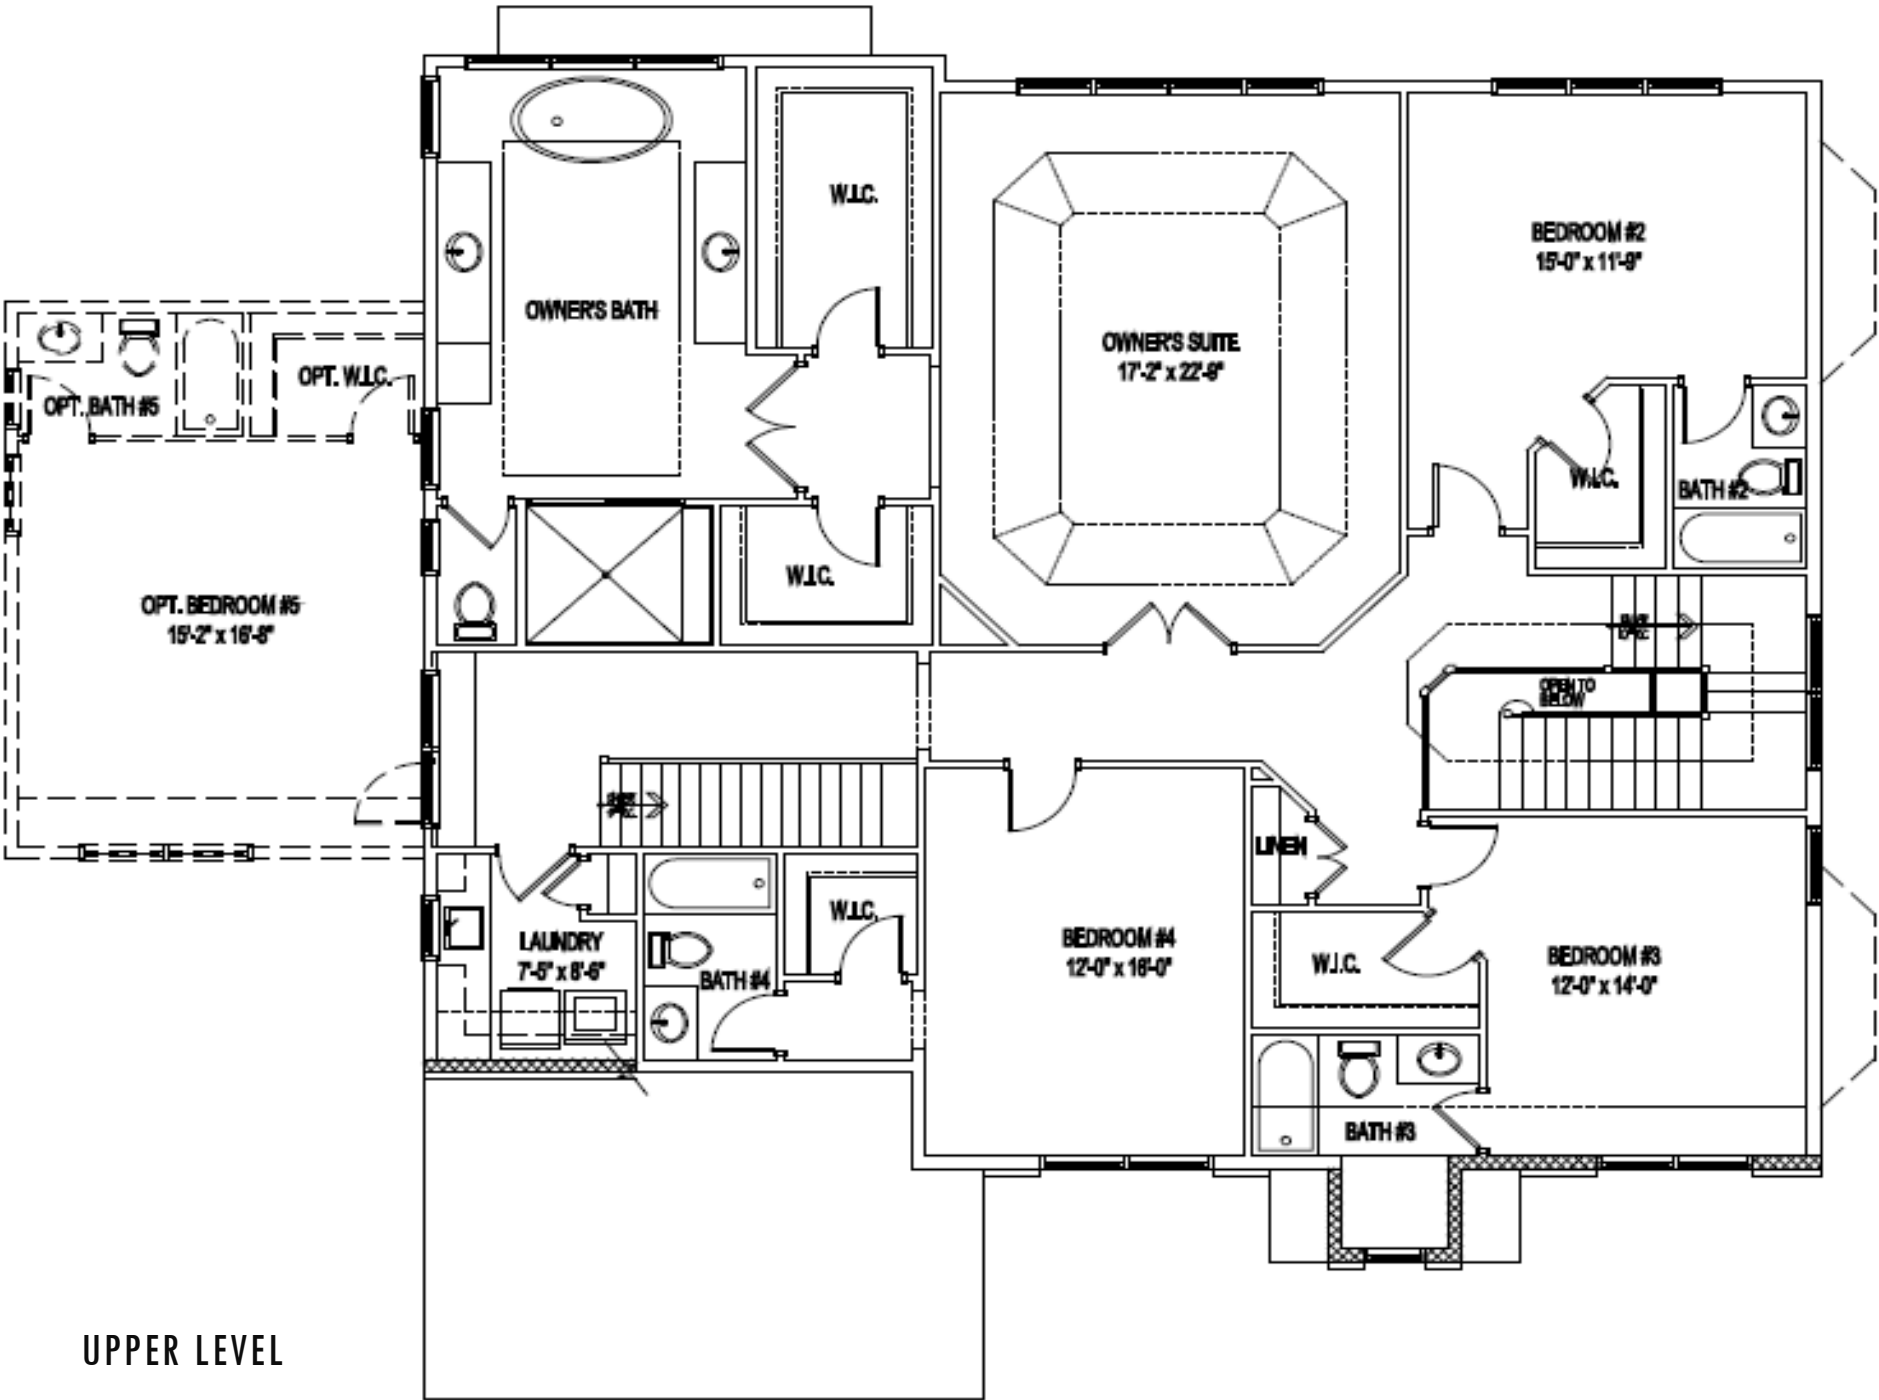 W.I.C.
BEDROOM #2
15'-0" x 11'-9"
OWNER'S BATH
OWNER'S SUITE
17'-2" x 22'-9"
OPT. W.I.C.
OPT. BATH #5
W.I.C.
BATH #2
W.I.C.
OPT. BEDROOM #5
15'-2" x 16'-8"
OPEN TO
BELOW
LINEN
W.I.C.
LAUNDRY
7'-5" x 8'-6"
BATH #4
BEDROOM #4
12'-0" x 16'-0"
W.I.C.
BEDROOM #3
12'-0" x 14'-0"
BATH #3
UPPER LEVEL